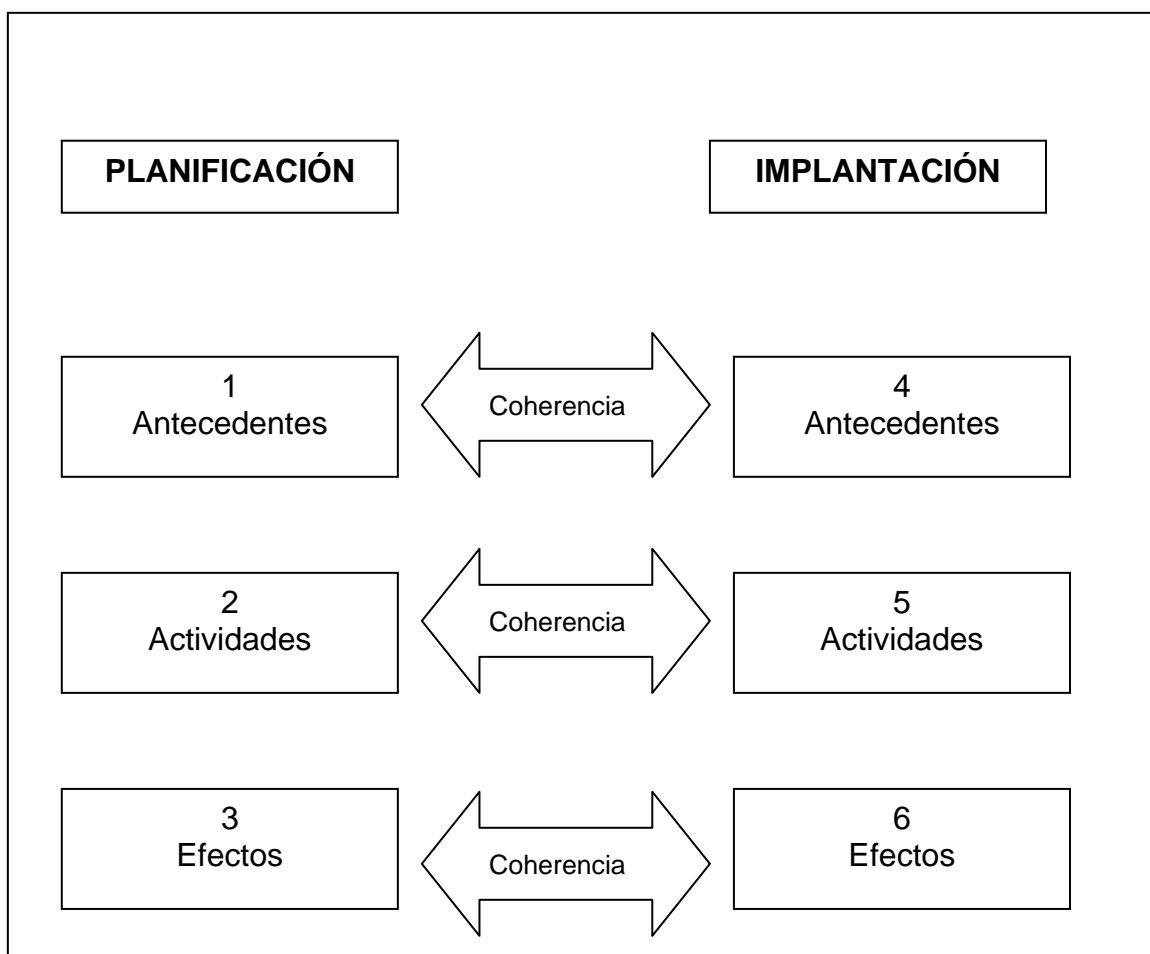 PLANIFICACIÓN
IMPLANTACIÓN
1
Antecedentes
Coherencia
4
Antecedentes
2
Actividades
Coherencia
5
Actividades
3
Efectos
Coherencia
6
Efectos